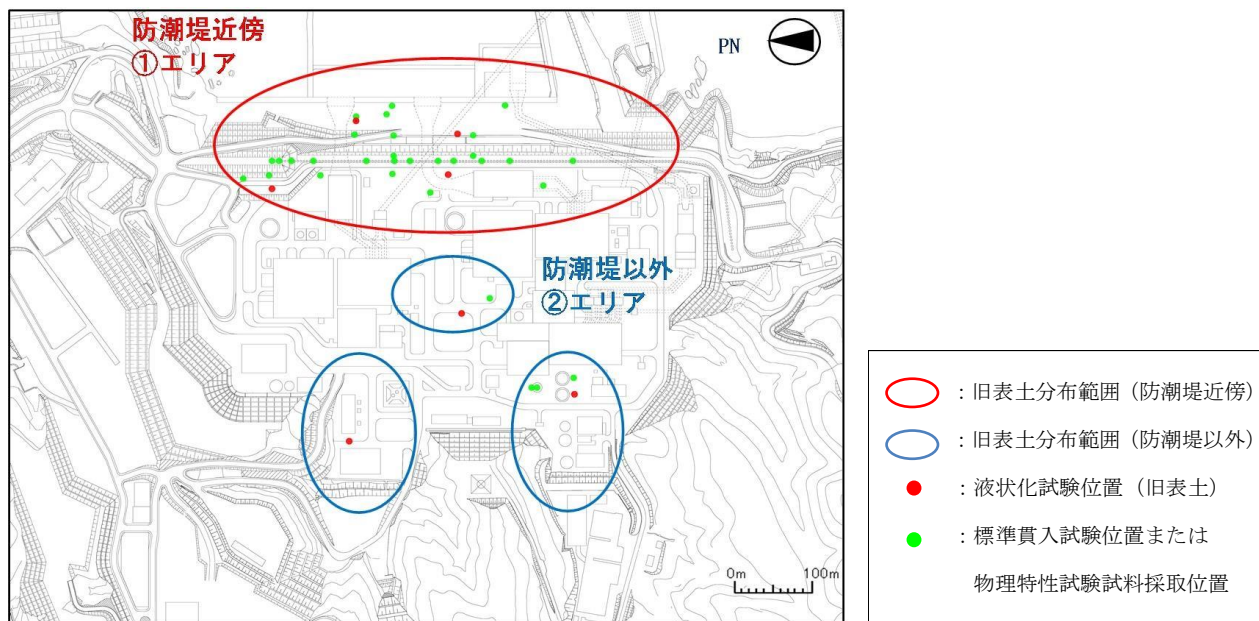 防潮堤近傍
①エリア
PN
防潮堤以外
②エリア
0m 100m
：旧表土分布範囲（防潮堤近傍）
：旧表土分布範囲（防潮堤以外）
：液状化試験位置（旧表土）
：標準貫入試験位置または
物理特性試験試料採取位置